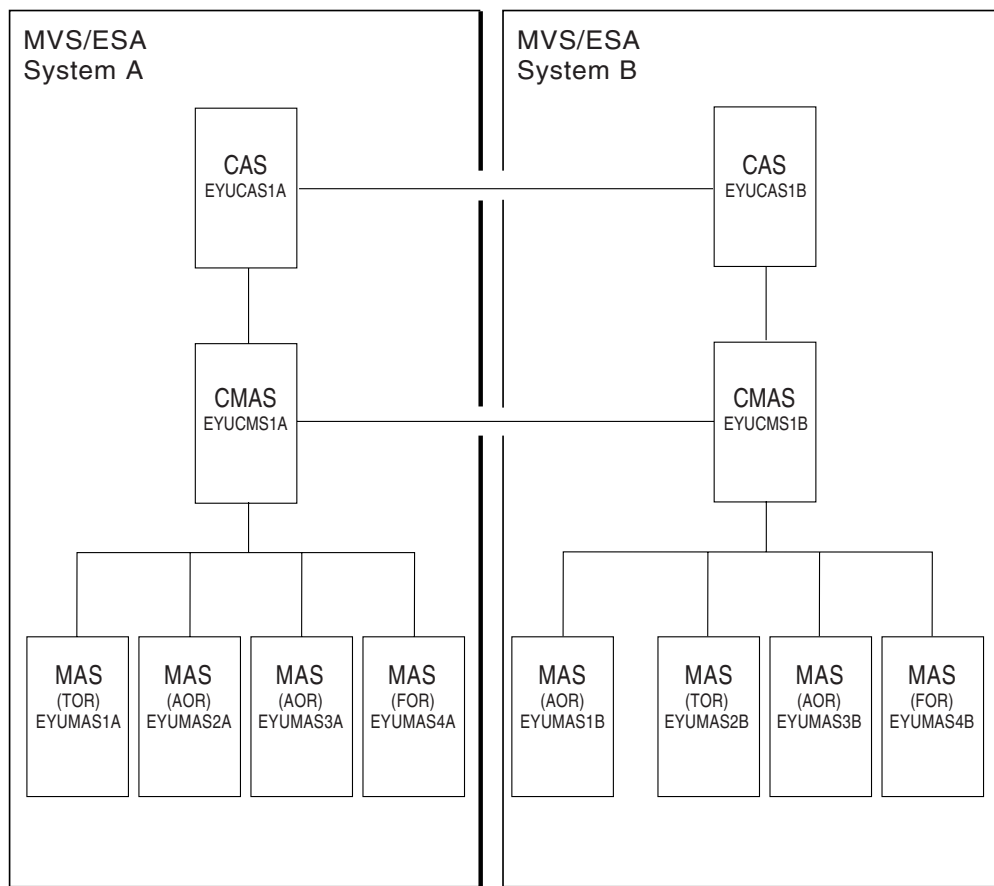 MVS/ESA
System A
MVS/ESA
System B
CAS
EYUCAS1A
CAS
EYUCAS1B
CMAS
EYUCMS1A
CMAS
EYUCMS1B
MAS
(TOR)
EYUMAS1A
MAS
(AOR)
EYUMAS2A
MAS
(AOR)
EYUMAS3A
MAS
(FOR)
EYUMAS4A
MAS
(AOR)
EYUMAS1B
MAS
(TOR)
EYUMAS2B
MAS
(AOR)
EYUMAS3B
MAS
(FOR)
EYUMAS4B